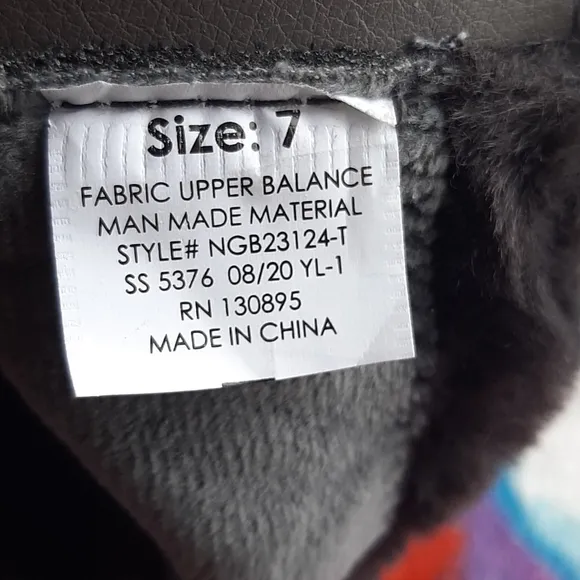 Size: 7
FABRIC UPPER BALANCE
MAN MADE MATERIAL
STYLE# NGB23124-T
SS 5376 08/20 YL-1
RN 130895
MADE IN CHINA